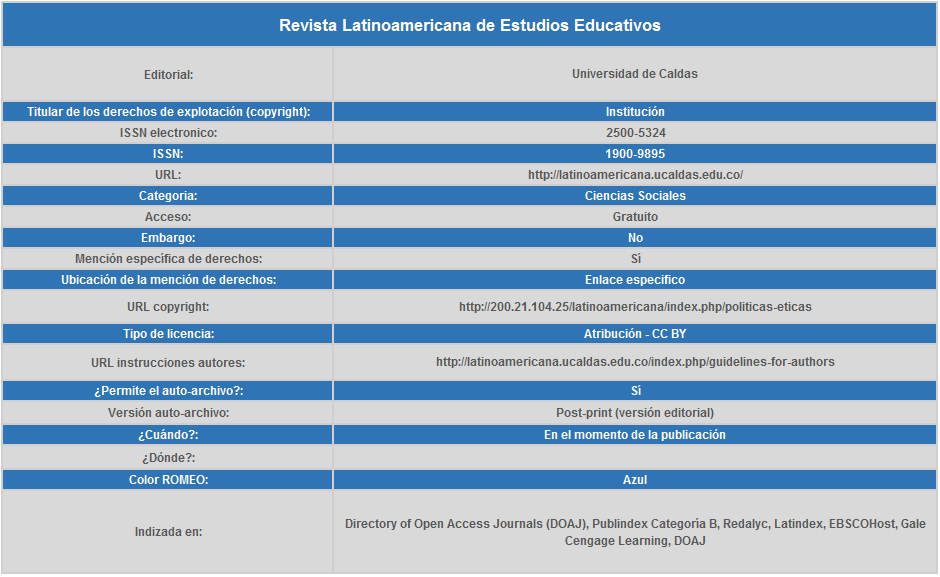 Revista Latinoamericana de Estudios Educativos
Editorial: Universidad de Caldas
Titular de los derechos de explotación (copyright): Institución
ISSN electronico: 2500-5324
ISSN: 1900-9895
URL: http://latinoamericana.ucaldas.edu.co/
Categoría: Ciencias Sociales
Acceso: Gratuito
Embargo: No
Mención específica de derechos: Sí
Ubicación de la mención de derechos: Enlace específico
URL copyright: http://200.21.104.25/latinoamericana/index.php/politicas-eticas
Tipo de licencia: Atribución - CC BY
URL instrucciones autores: http://latinoamericana.ucaldas.edu.co/index.php/guidelines-for-authors
¿Permite el auto-archivo?: Sí
Versión auto-archivo: Post-print (versión editorial)
¿Cuándo?: En el momento de la publicación
¿Dónde?:
Color ROMEO: Azul
Indizada en: Directory of Open Access Journals (DOAJ), Publindex Categoría B, Redalyc, Latindex, EBSCOHost, Gale
Cengage Learning, DOAJ